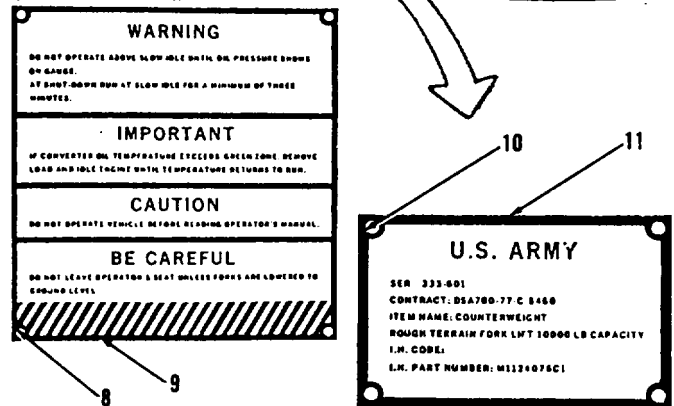 WARNING
DO NOT OPERATE ABOVE SLOW IDLE UNTIL OIL PRESSURE SHOWS
ON GAUGE.
AT SHUT-DOWN RUN AT SLOW IDLE FOR A MINIMUM OF THREE
MINUTES.
IMPORTANT
IF CONVERTER OIL TEMPERATURE EXCEEDS GREEN ZONE, REMOVE
LOAD AND IDLE ENGINE UNTIL TEMPERATURE RETURNS TO RUN.
CAUTION
DO NOT OPERATE VEHICLE BEFORE READING OPERATOR'S MANUAL.
BE CAREFUL
DO NOT LEAVE OPERATOR'S SEAT UNLESS FORKS ARE LOWERED TO
GROUND LEVEL
8
9
10
11
U.S. ARMY
SER 333-601
CONTRACT: DSA700-77-C 8460
ITEM NAME: COUNTERWEIGHT
ROUGH TERRAIN FORK LIFT 10000 LB CAPACITY
I.H. CODE:
I.H. PART NUMBER: M1124076C1